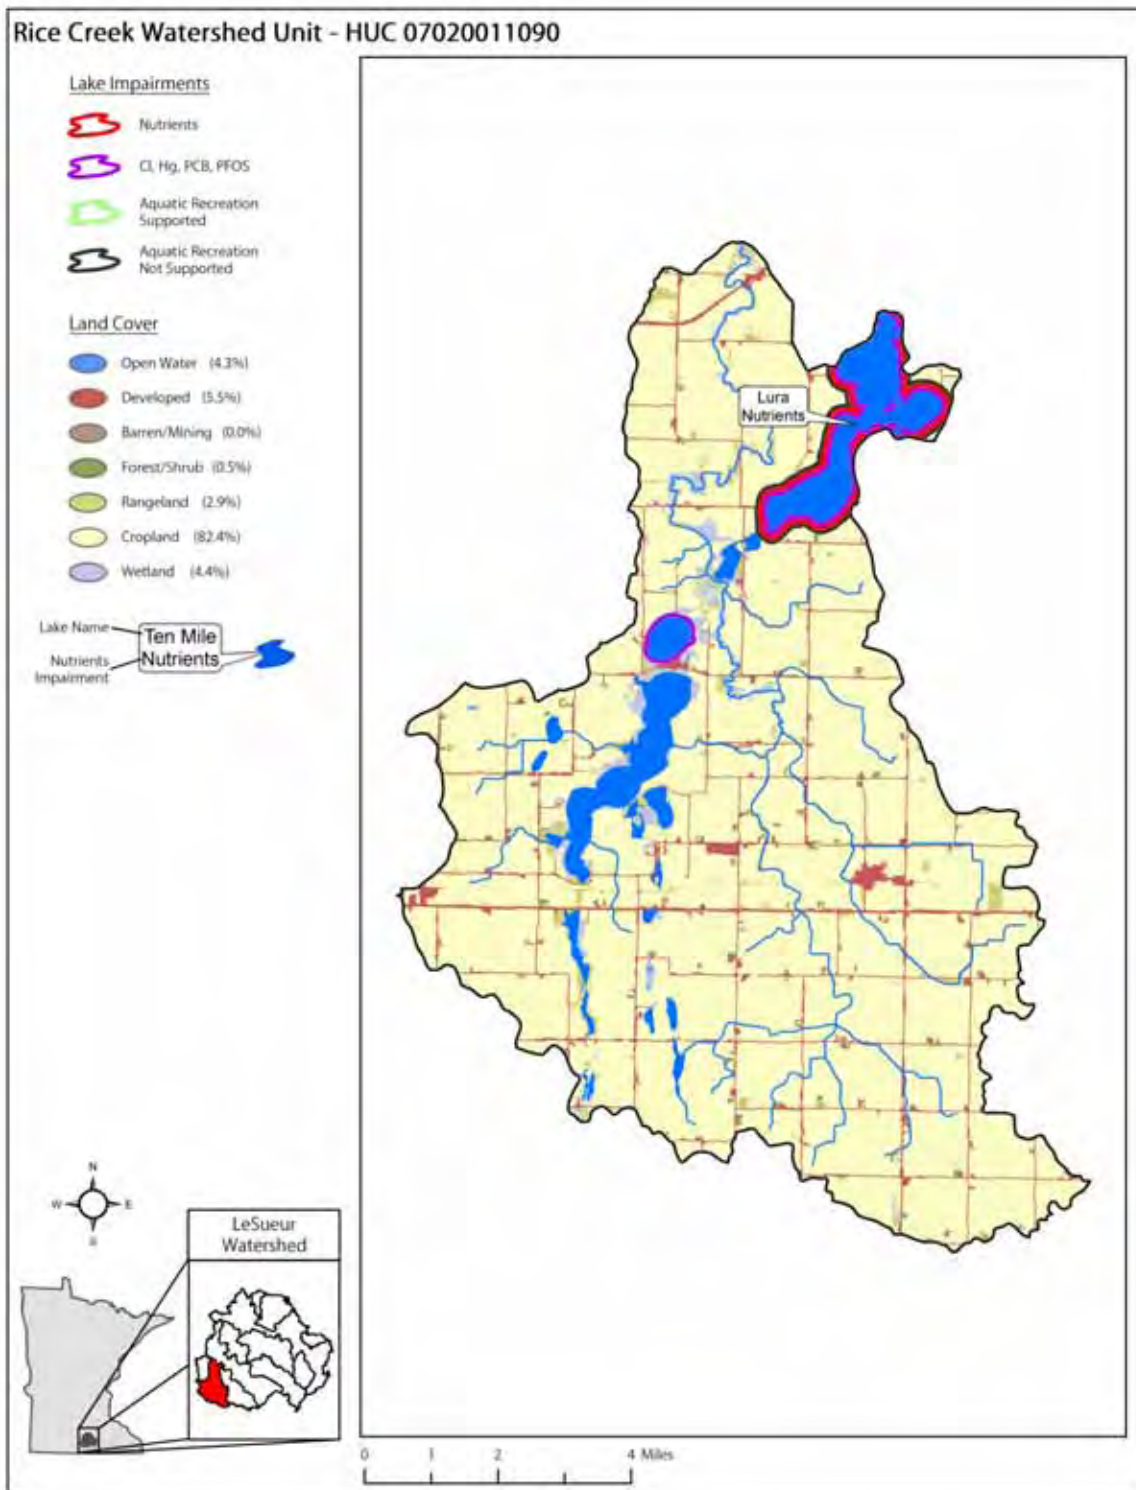 Rice Creek Watershed Unit - HUC 07020011090
Lake Impairments
Nutrients
Cl, Hg, PCB, PFOS
Aquatic Recreation
Supported
Aquatic Recreation
Not Supported
Land Cover
Open Water (4.3%)
Developed (5.5%)
Barren/Mining (0.0%)
Forest/Shrub (0.5%)
Rangeland (2.9%)
Cropland (82.4%)
Wetland (4.4%)
Lake Name
Ten Mile
Nutrients
Nutrients
Impairment
Lura
Nutrients
N
W
E
S
LeSueur
Watershed
0 1 2 4 Miles